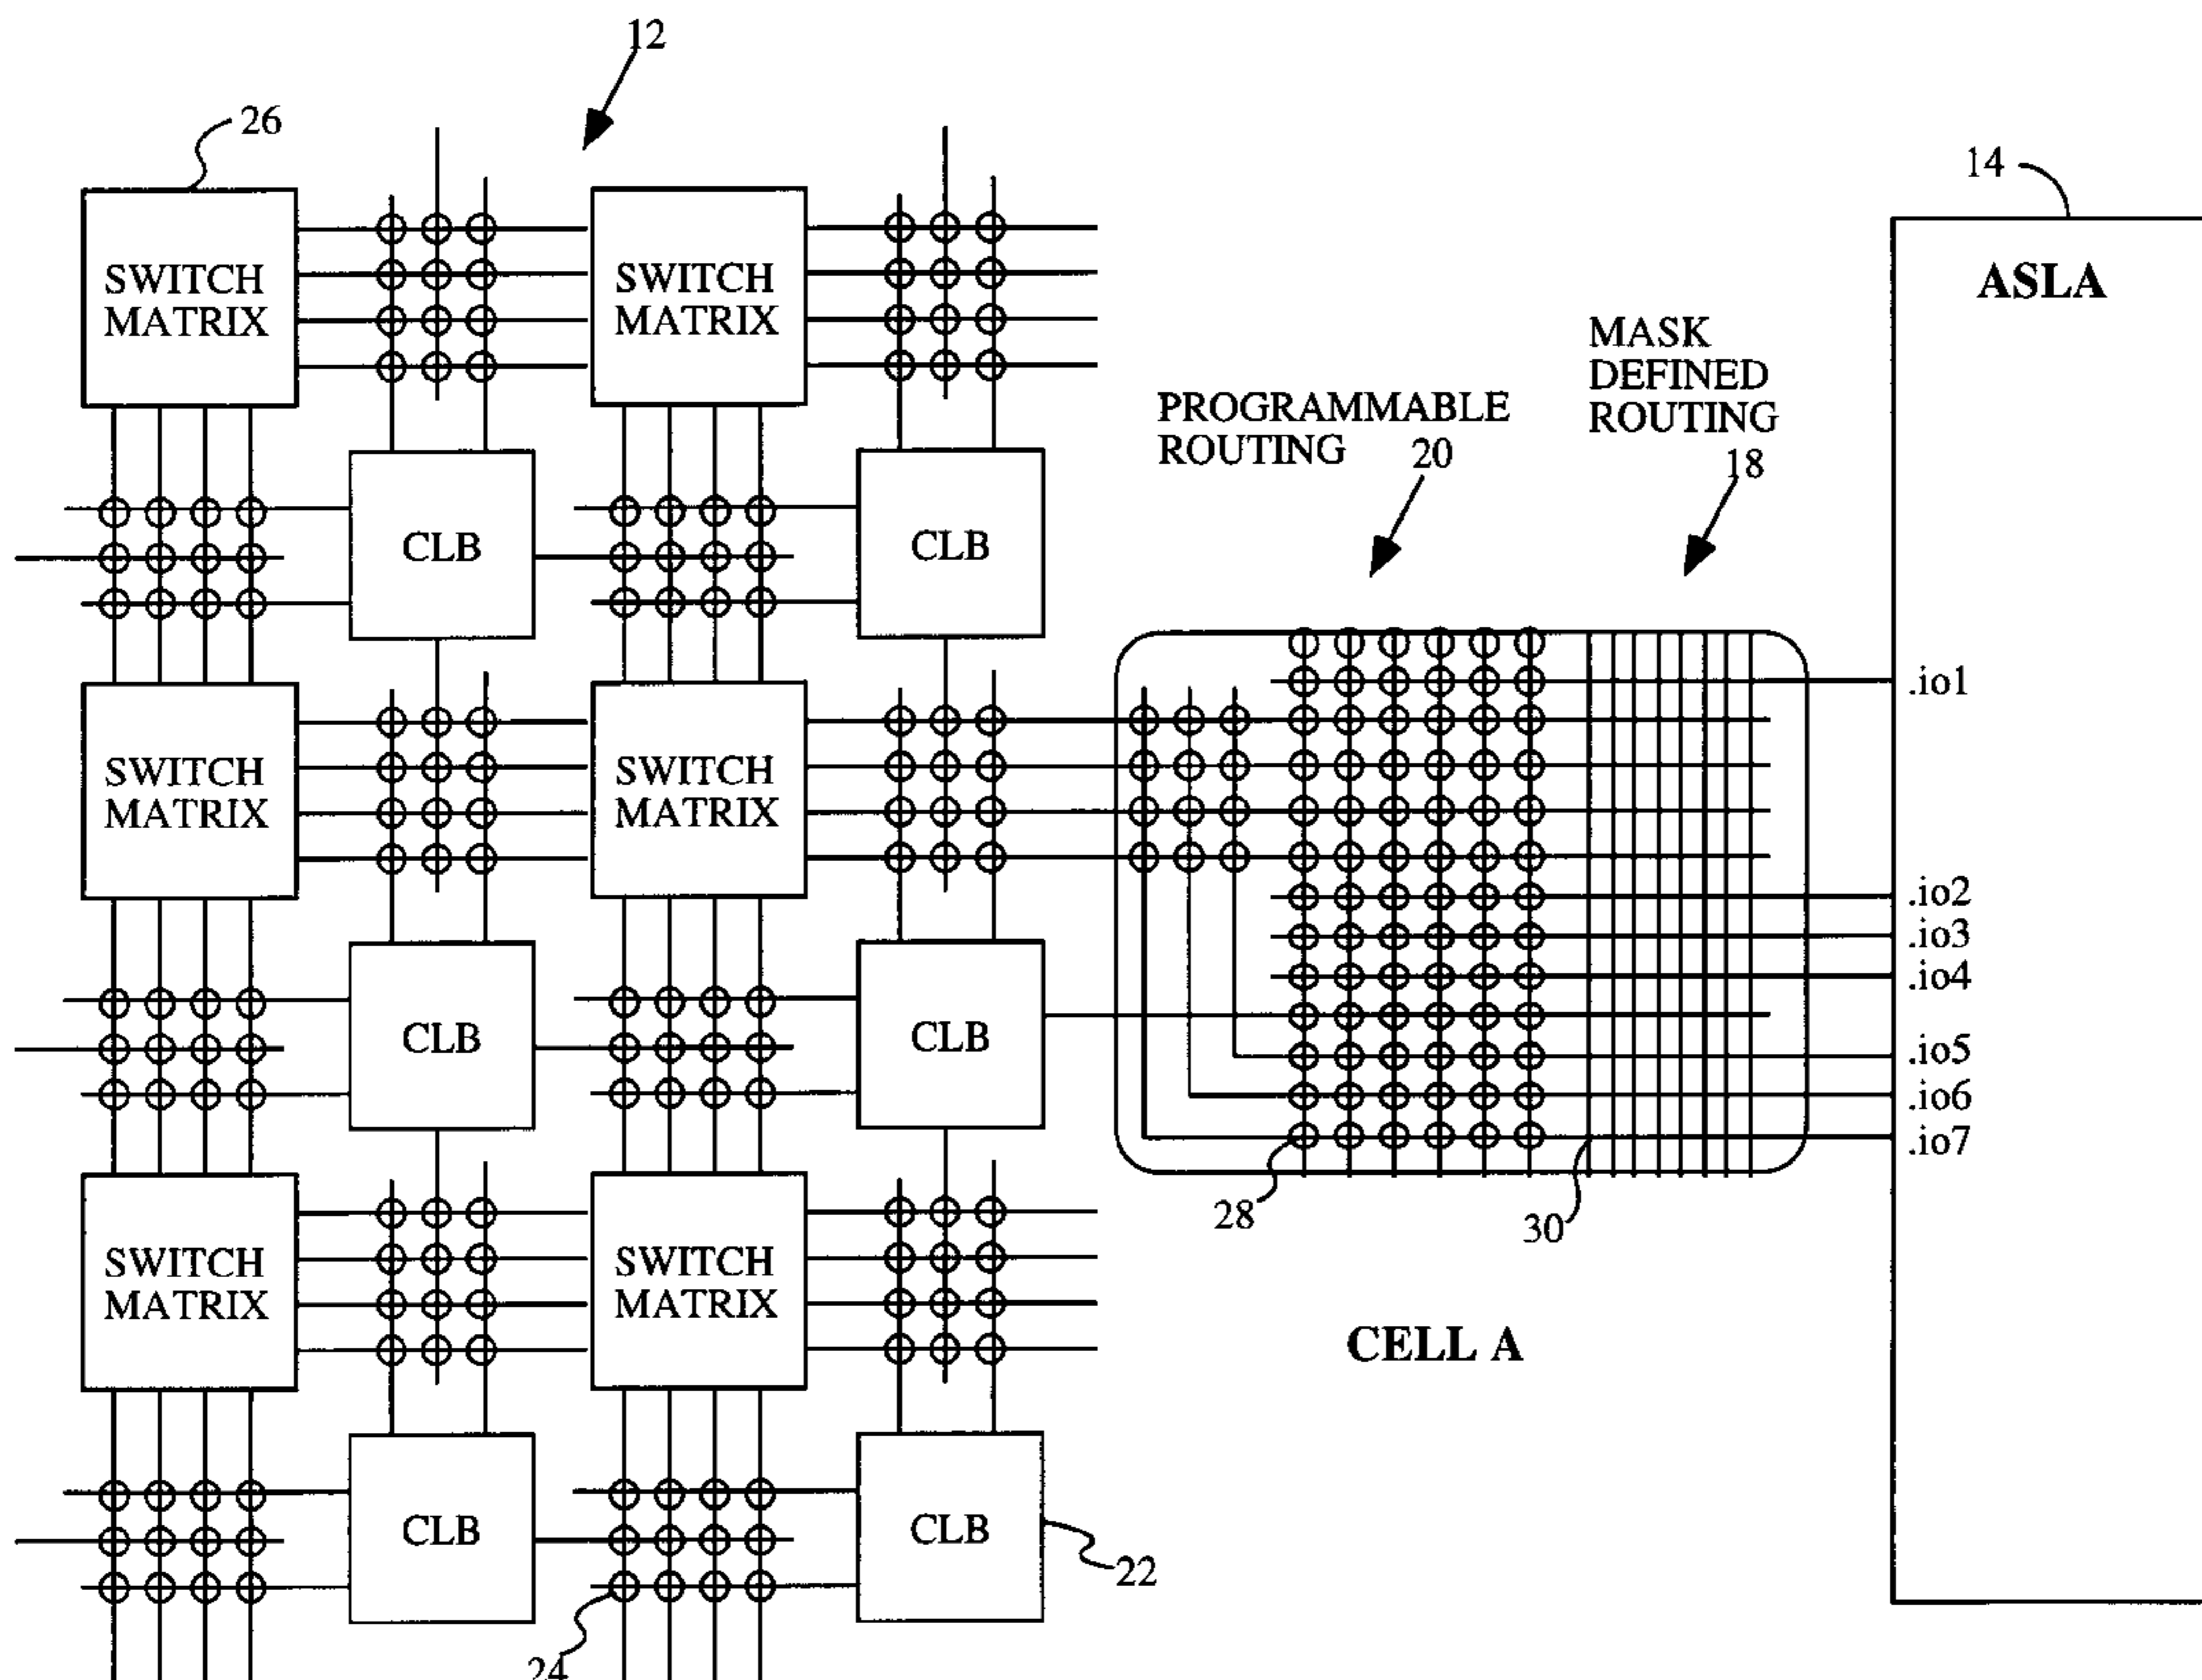 12
26
14
SWITCH
MATRIX
SWITCH
MATRIX
ASLA
MASK
DEFINED
ROUTING
18
PROGRAMMABLE
ROUTING
20
CLB
CLB
.io1
SWITCH
MATRIX
SWITCH
MATRIX
.io2
.io3
.io4
CLB
CLB
.io5
.io6
.io7
28
30
SWITCH
MATRIX
SWITCH
MATRIX
CELL A
CLB
CLB
22
24